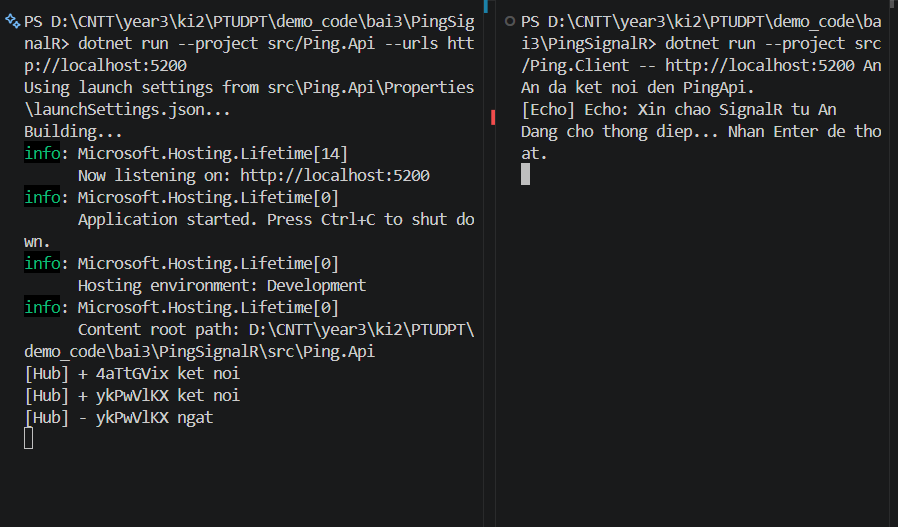 PS D:\CNTT\year3\ki2\PTUDPT\demo_code\bai3\PingSig
nalR> dotnet run --project src/Ping.Api --urls htt
p://localhost:5200
Using launch settings from src\Ping.Api\Properties
\launchSettings.json...
Building...
info: Microsoft.Hosting.Lifetime[14]
      Now listening on: http://localhost:5200
info: Microsoft.Hosting.Lifetime[0]
      Application started. Press Ctrl+C to shut do
wn.
info: Microsoft.Hosting.Lifetime[0]
      Hosting environment: Development
info: Microsoft.Hosting.Lifetime[0]
      Content root path: D:\CNTT\year3\ki2\PTUDPT\
demo_code\bai3\PingSignalR\src\Ping.Api
[Hub] + 4aTtGVix ket noi
[Hub] + ykPwVlKX ket noi
[Hub] - ykPwVlKX ngat
PS D:\CNTT\year3\ki2\PTUDPT\demo_code\ba
i3\PingSignalR> dotnet run --project src
/Ping.Client -- http://localhost:5200 An
An da ket noi den PingApi.
[Echo] Echo: Xin chao SignalR tu An
Dang cho thong diep... Nhan Enter de tho
at.